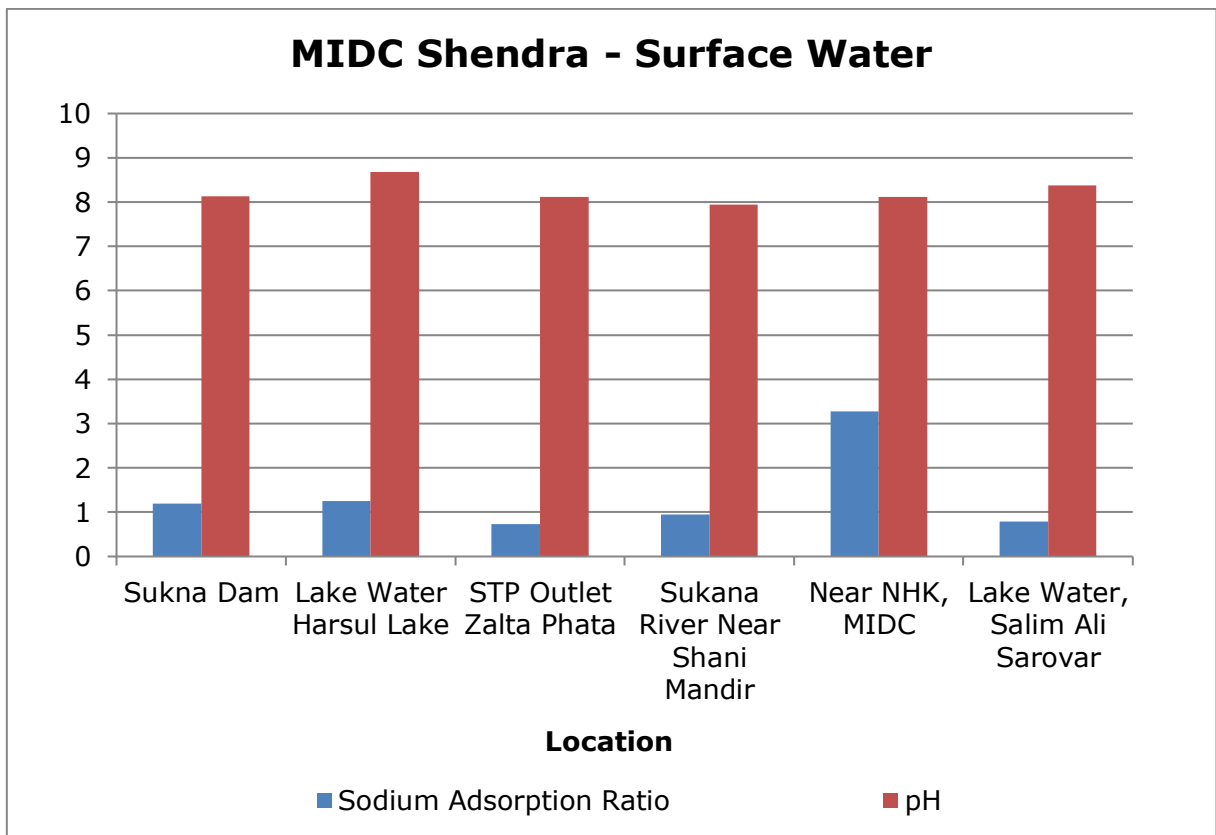 MIDC Shendra - Surface Water
10
9
8
7
6
5
4
3
2
1
0
Sukna Dam
Lake Water
Harsul Lake
STP Outlet
Zalta Phata
Sukana
River Near
Shani
Mandir
Near NHK,
MIDC
Lake Water,
Salim Ali
Sarovar
Location
Sodium Adsorption Ratio
pH